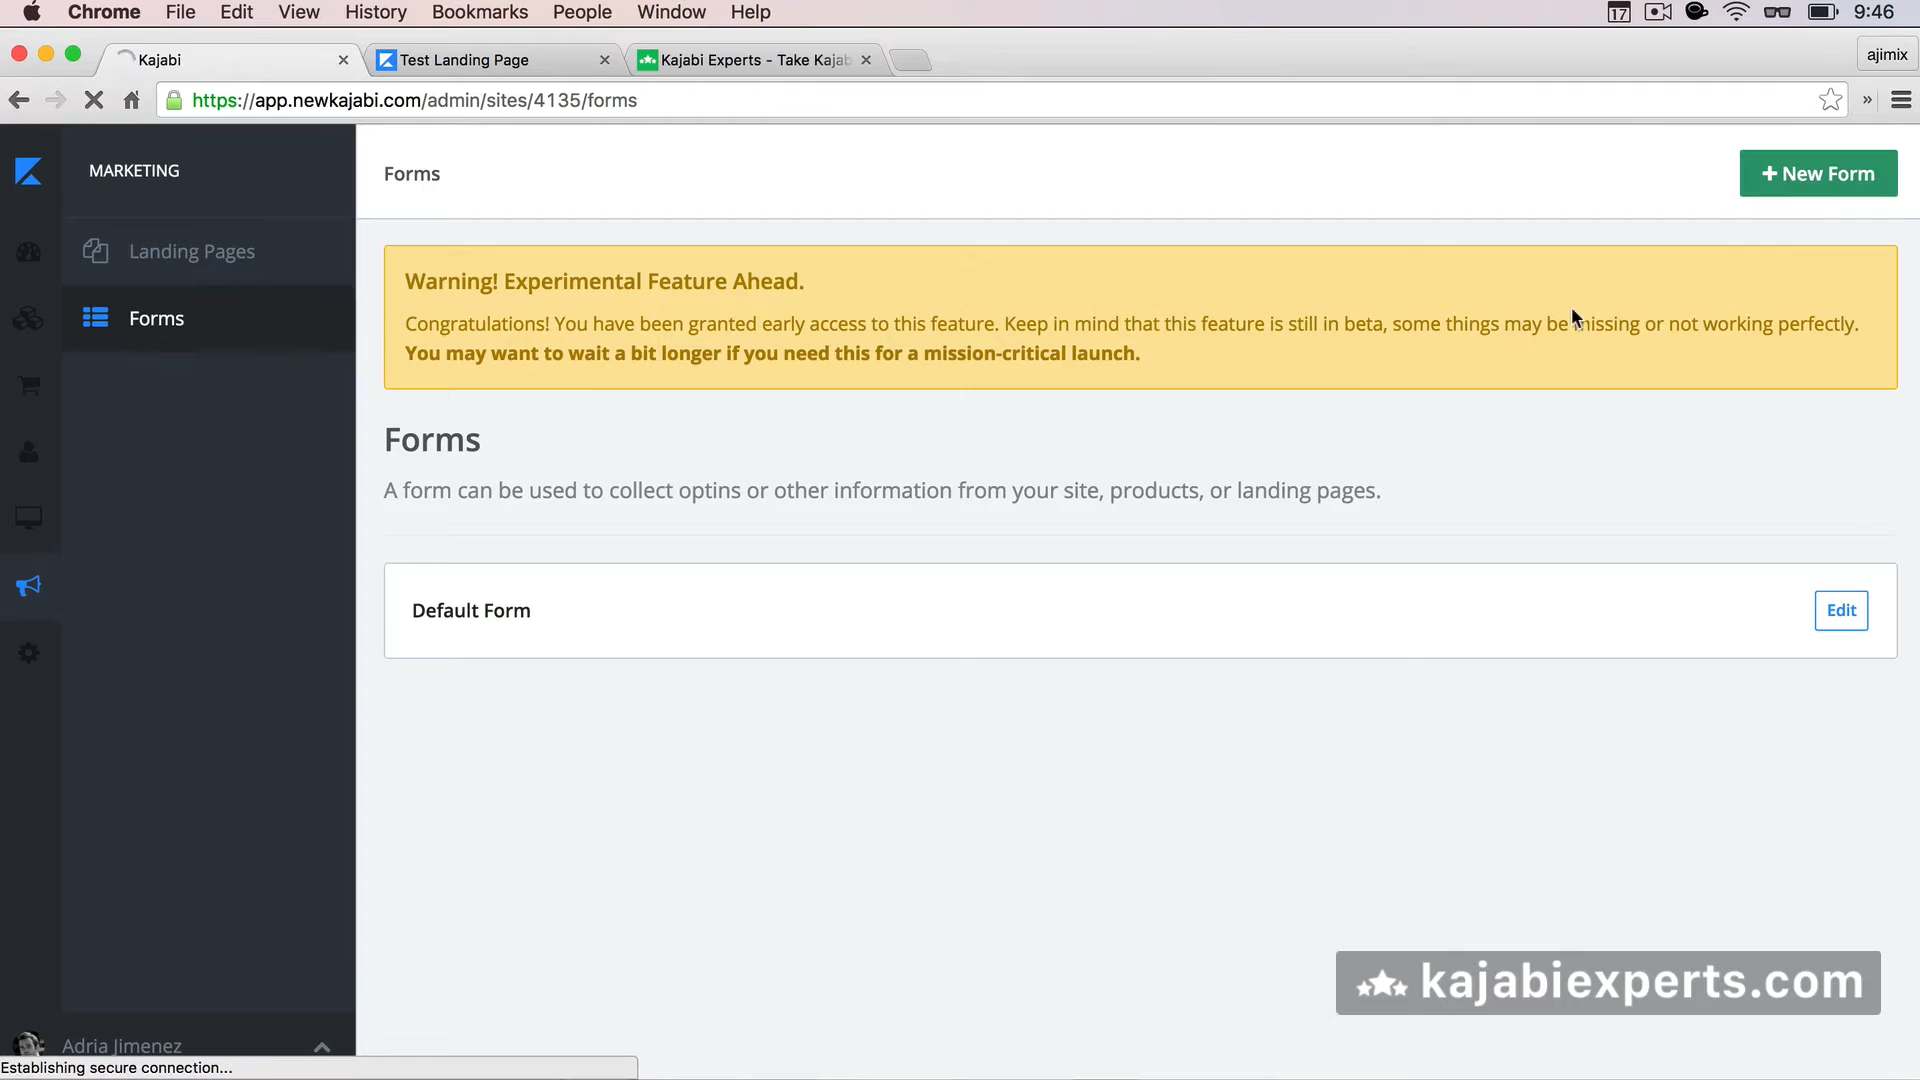 Chrome File Edit View History Bookmarks People Window Help 17 9:46
Kajabi Test Landing Page Kajabi Experts - Take Kajab ajimix
https://app.newkajabi.com/admin/sites/4135/forms »
MARKETING
Forms
+ New Form
Landing Pages
Forms
Warning! Experimental Feature Ahead.
Congratulations! You have been granted early access to this feature. Keep in mind that this feature is still in beta, some things may be missing or not working perfectly.
You may want to wait a bit longer if you need this for a mission-critical launch.
Forms
A form can be used to collect optins or other information from your site, products, or landing pages.
Default Form
Edit
kajabiexperts.com
Adria Jimenez
Establishing secure connection...